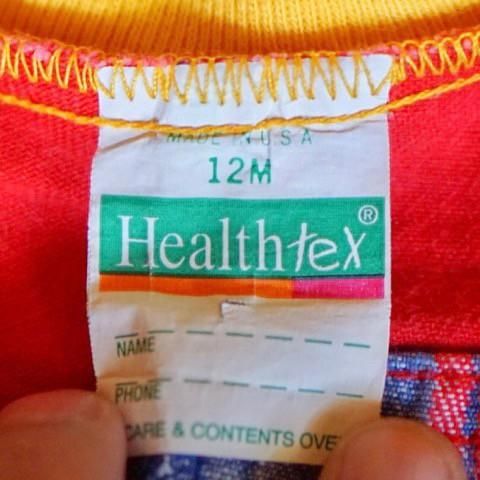 MADE IN U.S A
12M
Healthtex®
NAME
PHONE
CARE & CONTENTS OVE